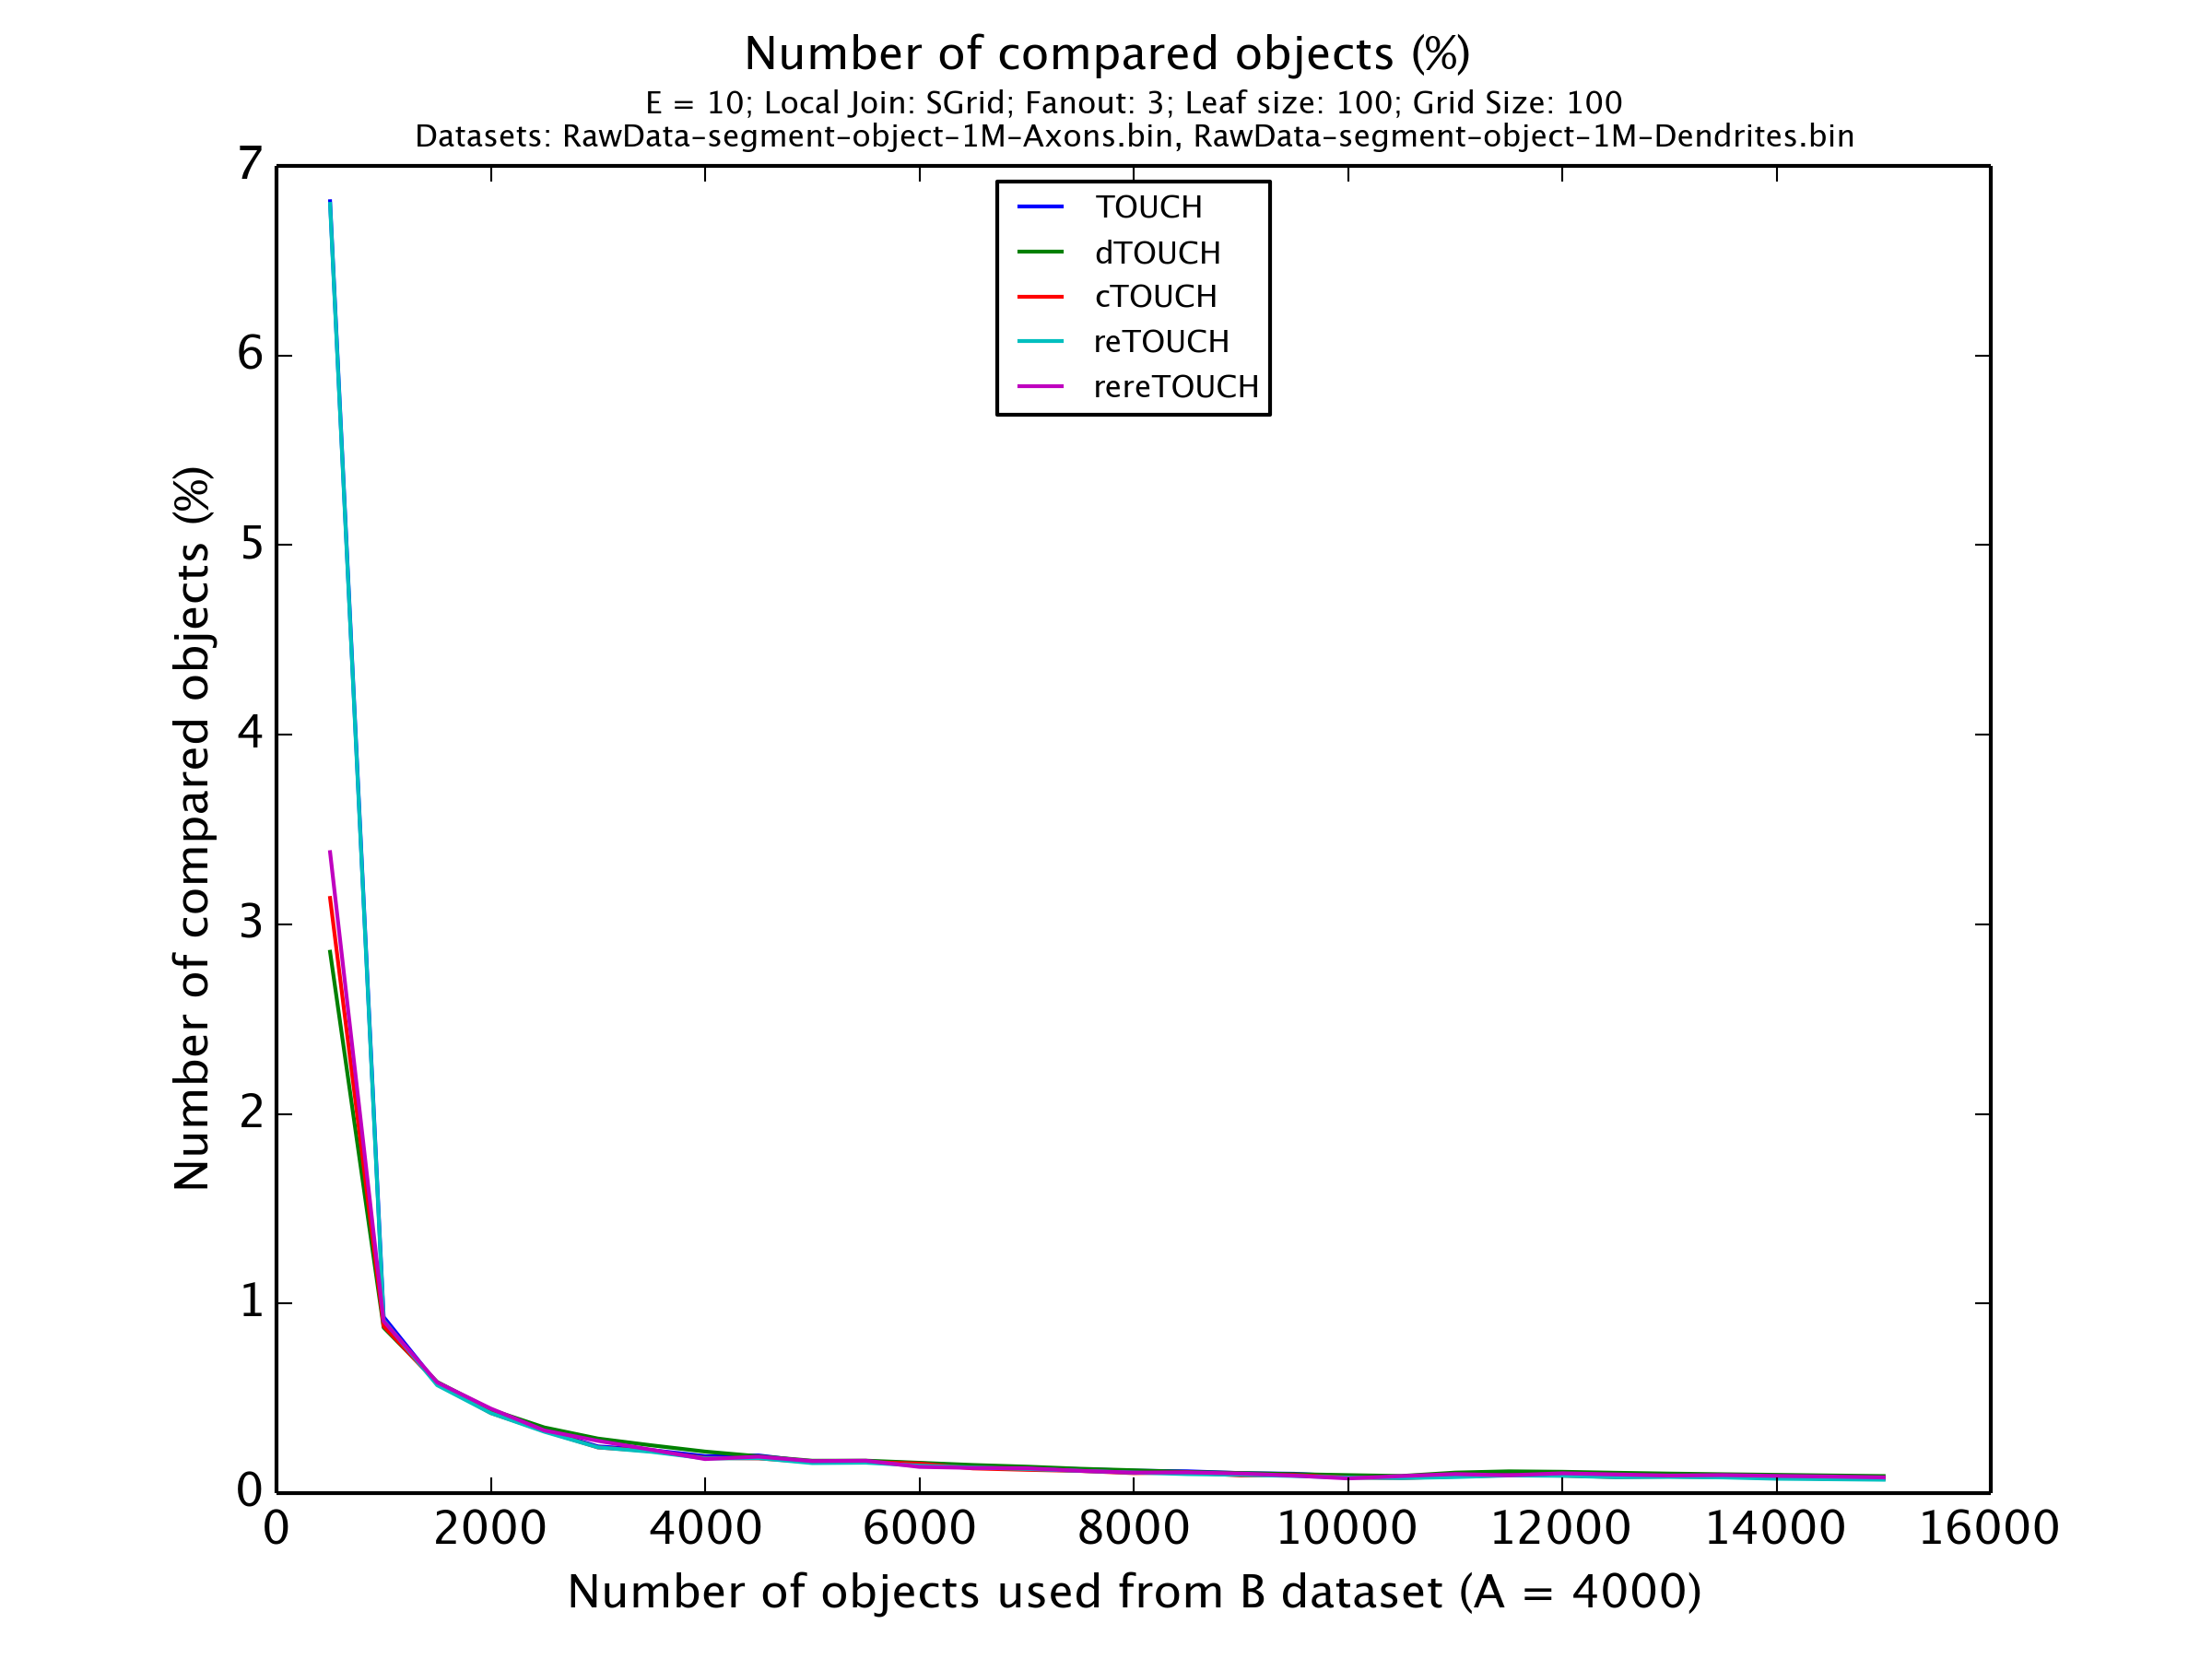 Number of compared objects (%)
E = 10; Local Join: SGrid; Fanout: 3; Leaf size: 100; Grid Size: 100
Datasets: RawData-segment-object-1M-Axons.bin, RawData-segment-object-1M-Dendrites.bin
TOUCH
dTOUCH
cTOUCH
reTOUCH
rereTOUCH
Number of compared objects (%)
7
6
5
4
3
2
1
0
0 2000 4000 6000 8000 10000 12000 14000 16000
Number of objects used from B dataset (A = 4000)